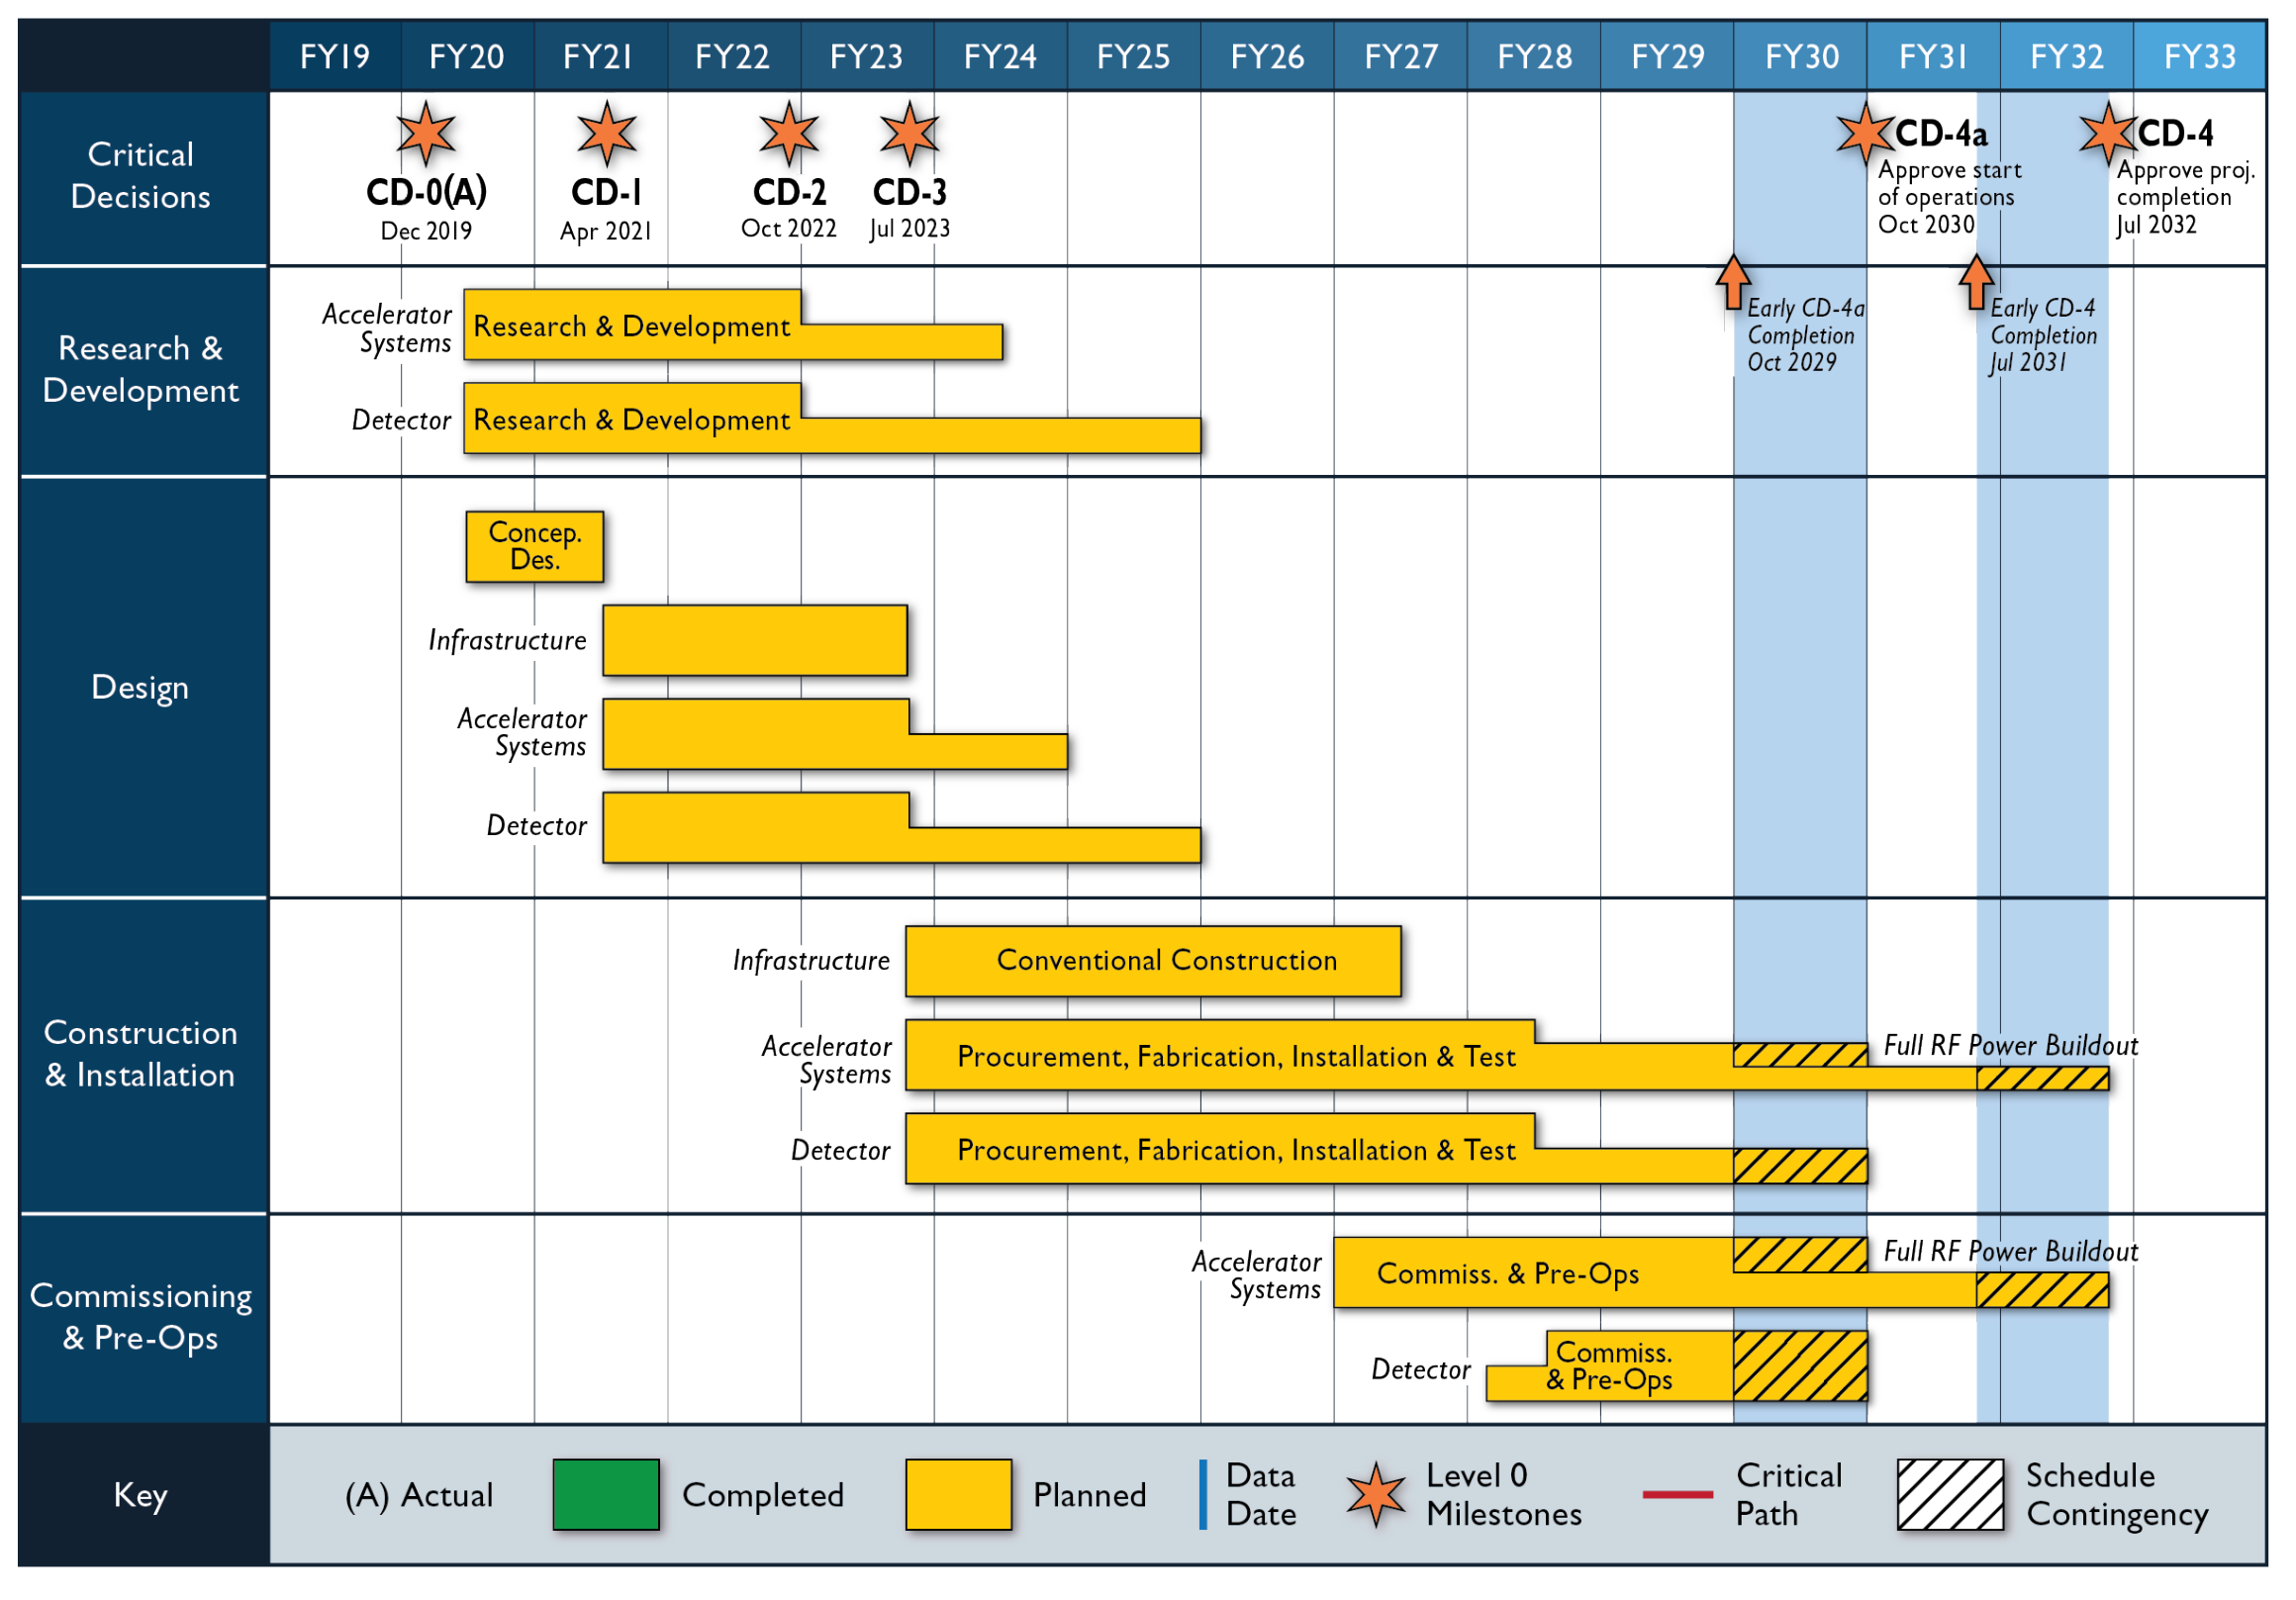 FY19 FY20 FY21 FY22 FY23 FY24 FY25 FY26 FY27 FY28 FY29 FY30 FY31 FY32 FY33
Critical
Decisions
CD-0(A)
Dec 2019
CD-1
Apr 2021
CD-2
Oct 2022
CD-3
Jul 2023
CD-4a
Approve start
of operations
Oct 2030
CD-4
Approve proj.
completion
Jul 2032
Research &
Development
Accelerator
Systems
Research & Development
Detector
Research & Development
Early CD-4a
Completion
Oct 2029
Early CD-4
Completion
Jul 2031
Design
Concep.
Des.
Infrastructure
Accelerator
Systems
Detector
Construction
& Installation
Infrastructure
Conventional Construction
Accelerator
Systems
Procurement, Fabrication, Installation & Test
Full RF Power Buildout
Detector
Procurement, Fabrication, Installation & Test
Commissioning
& Pre-Ops
Accelerator
Systems
Commiss. & Pre-Ops
Full RF Power Buildout
Detector
Commiss.
& Pre-Ops
Key
(A) Actual
Completed
Planned
Data
Date
Level 0
Milestones
Critical
Path
Schedule
Contingency